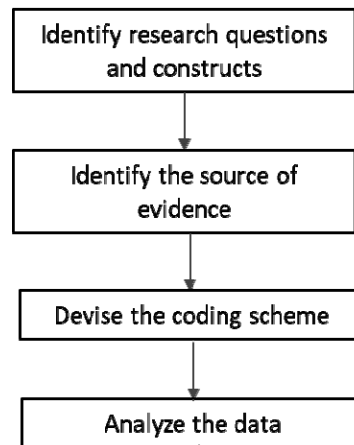 Identify research questions
and constructs
Identify the source of
evidence
Devise the coding scheme
Analyze the data